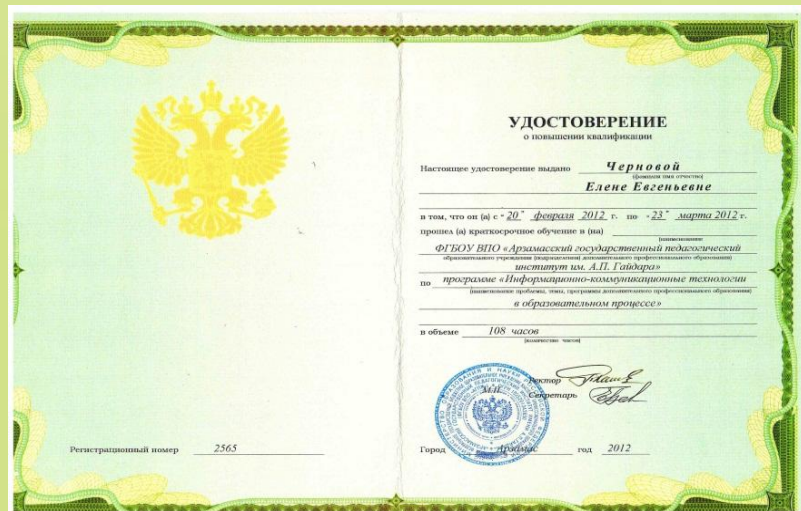 Регистрационный номер 2565
УДОСТОВЕРЕНИЕ
о повышении квалификации
Настоящее удостоверение выдано Черновой
(фамилия имя отчество)
Елене Евгеньевне
в том, что он (а) с " 20 " февраля 2012 г. по " 23 " марта 2012 г.
прошел (а) краткосрочное обучение в (на)
(наименование
ФГБОУ ВПО «Арзамасский государственный педагогический
образовательного учреждения (подразделения) дополнительного профессионального образования)
институт им. А.П. Гайдара»
по программе «Информационно-коммуникационные технологии
(наименование проблемы, темы, программы дополнительного профессионального образования)
в образовательном процессе»
в объеме 108 часов
(количество часов)
Ректор
М.П.
Секретарь
Город Арзамас год 2012